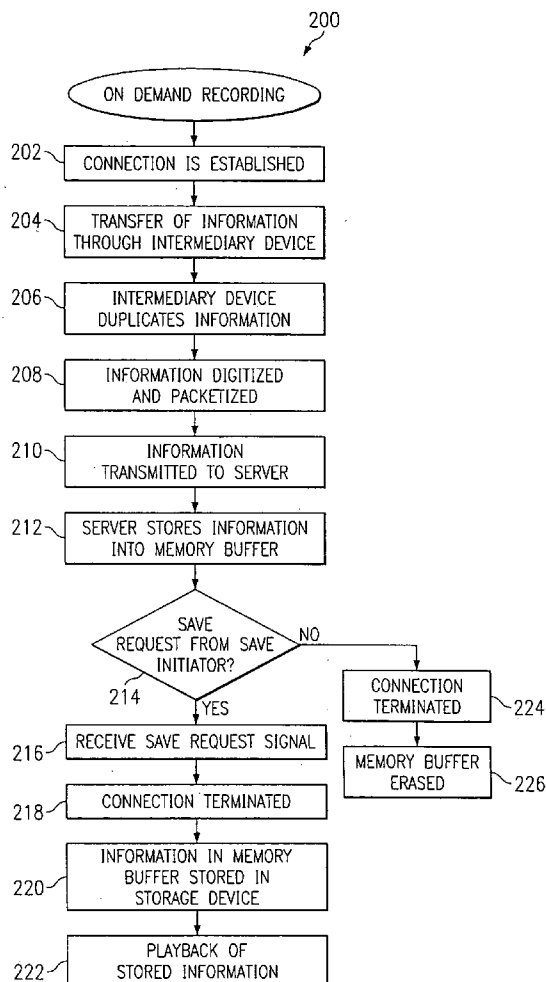 200
ON DEMAND RECORDING
202
CONNECTION IS ESTABLISHED
204
TRANSFER OF INFORMATION
THROUGH INTERMEDIARY DEVICE
206
INTERMEDIARY DEVICE
DUPLICATES INFORMATION
208
INFORMATION DIGITIZED
AND PACKETIZED
210
INFORMATION
TRANSMITTED TO SERVER
212
SERVER STORES INFORMATION
INTO MEMORY BUFFER
SAVE
REQUEST FROM SAVE
INITIATOR?
214
NO
YES
CONNECTION
TERMINATED
224
MEMORY BUFFER
ERASED
226
216
RECEIVE SAVE REQUEST SIGNAL
218
CONNECTION TERMINATED
220
INFORMATION IN MEMORY
BUFFER STORED IN
STORAGE DEVICE
222
PLAYBACK OF
STORED INFORMATION